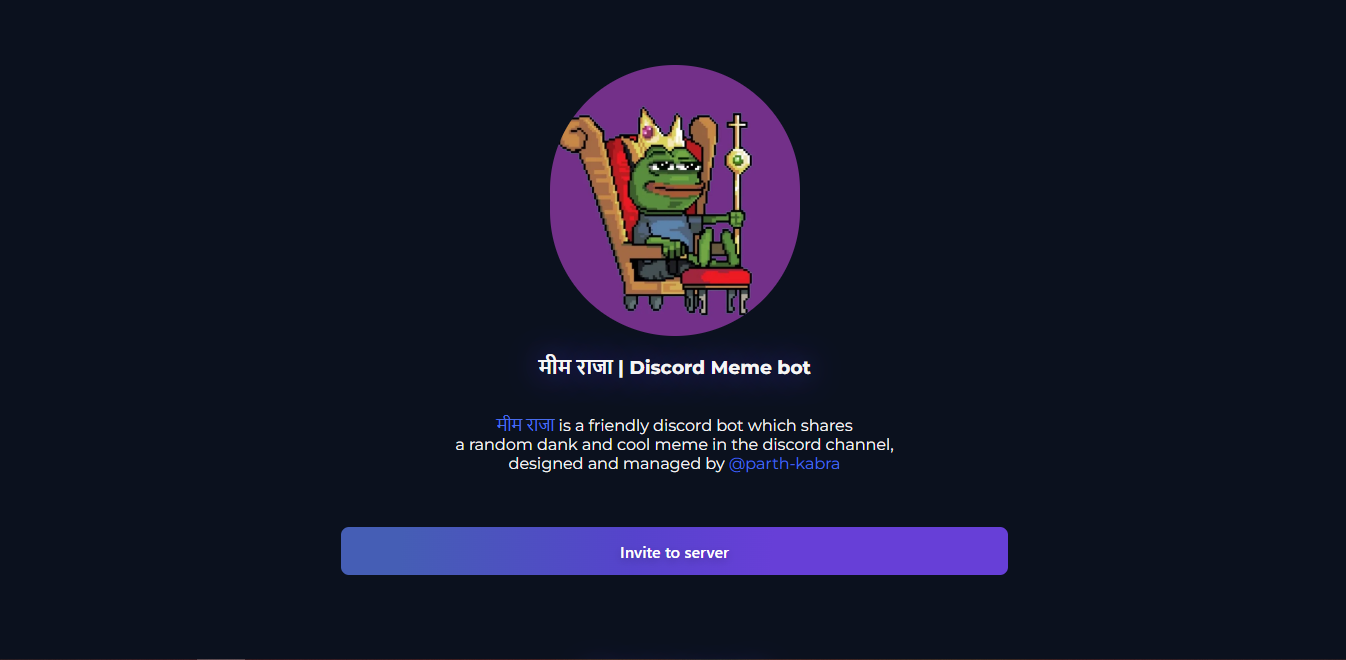 मीम राजा | Discord Meme bot
मीम राजा is a friendly discord bot which shares
a random dank and cool meme in the discord channel,
designed and managed by @parth-kabra
Invite to server